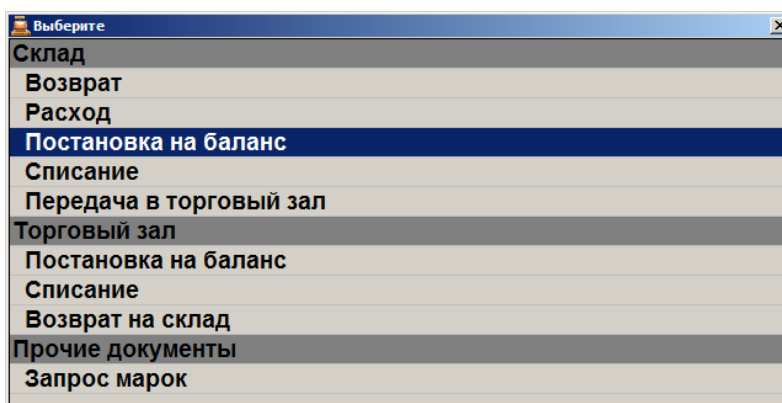 Выберите
Склад
Возврат
Расход
Постановка на баланс
Списание
Передача в торговый зал
Торговый зал
Постановка на баланс
Списание
Возврат на склад
Прочие документы
Запрос марок